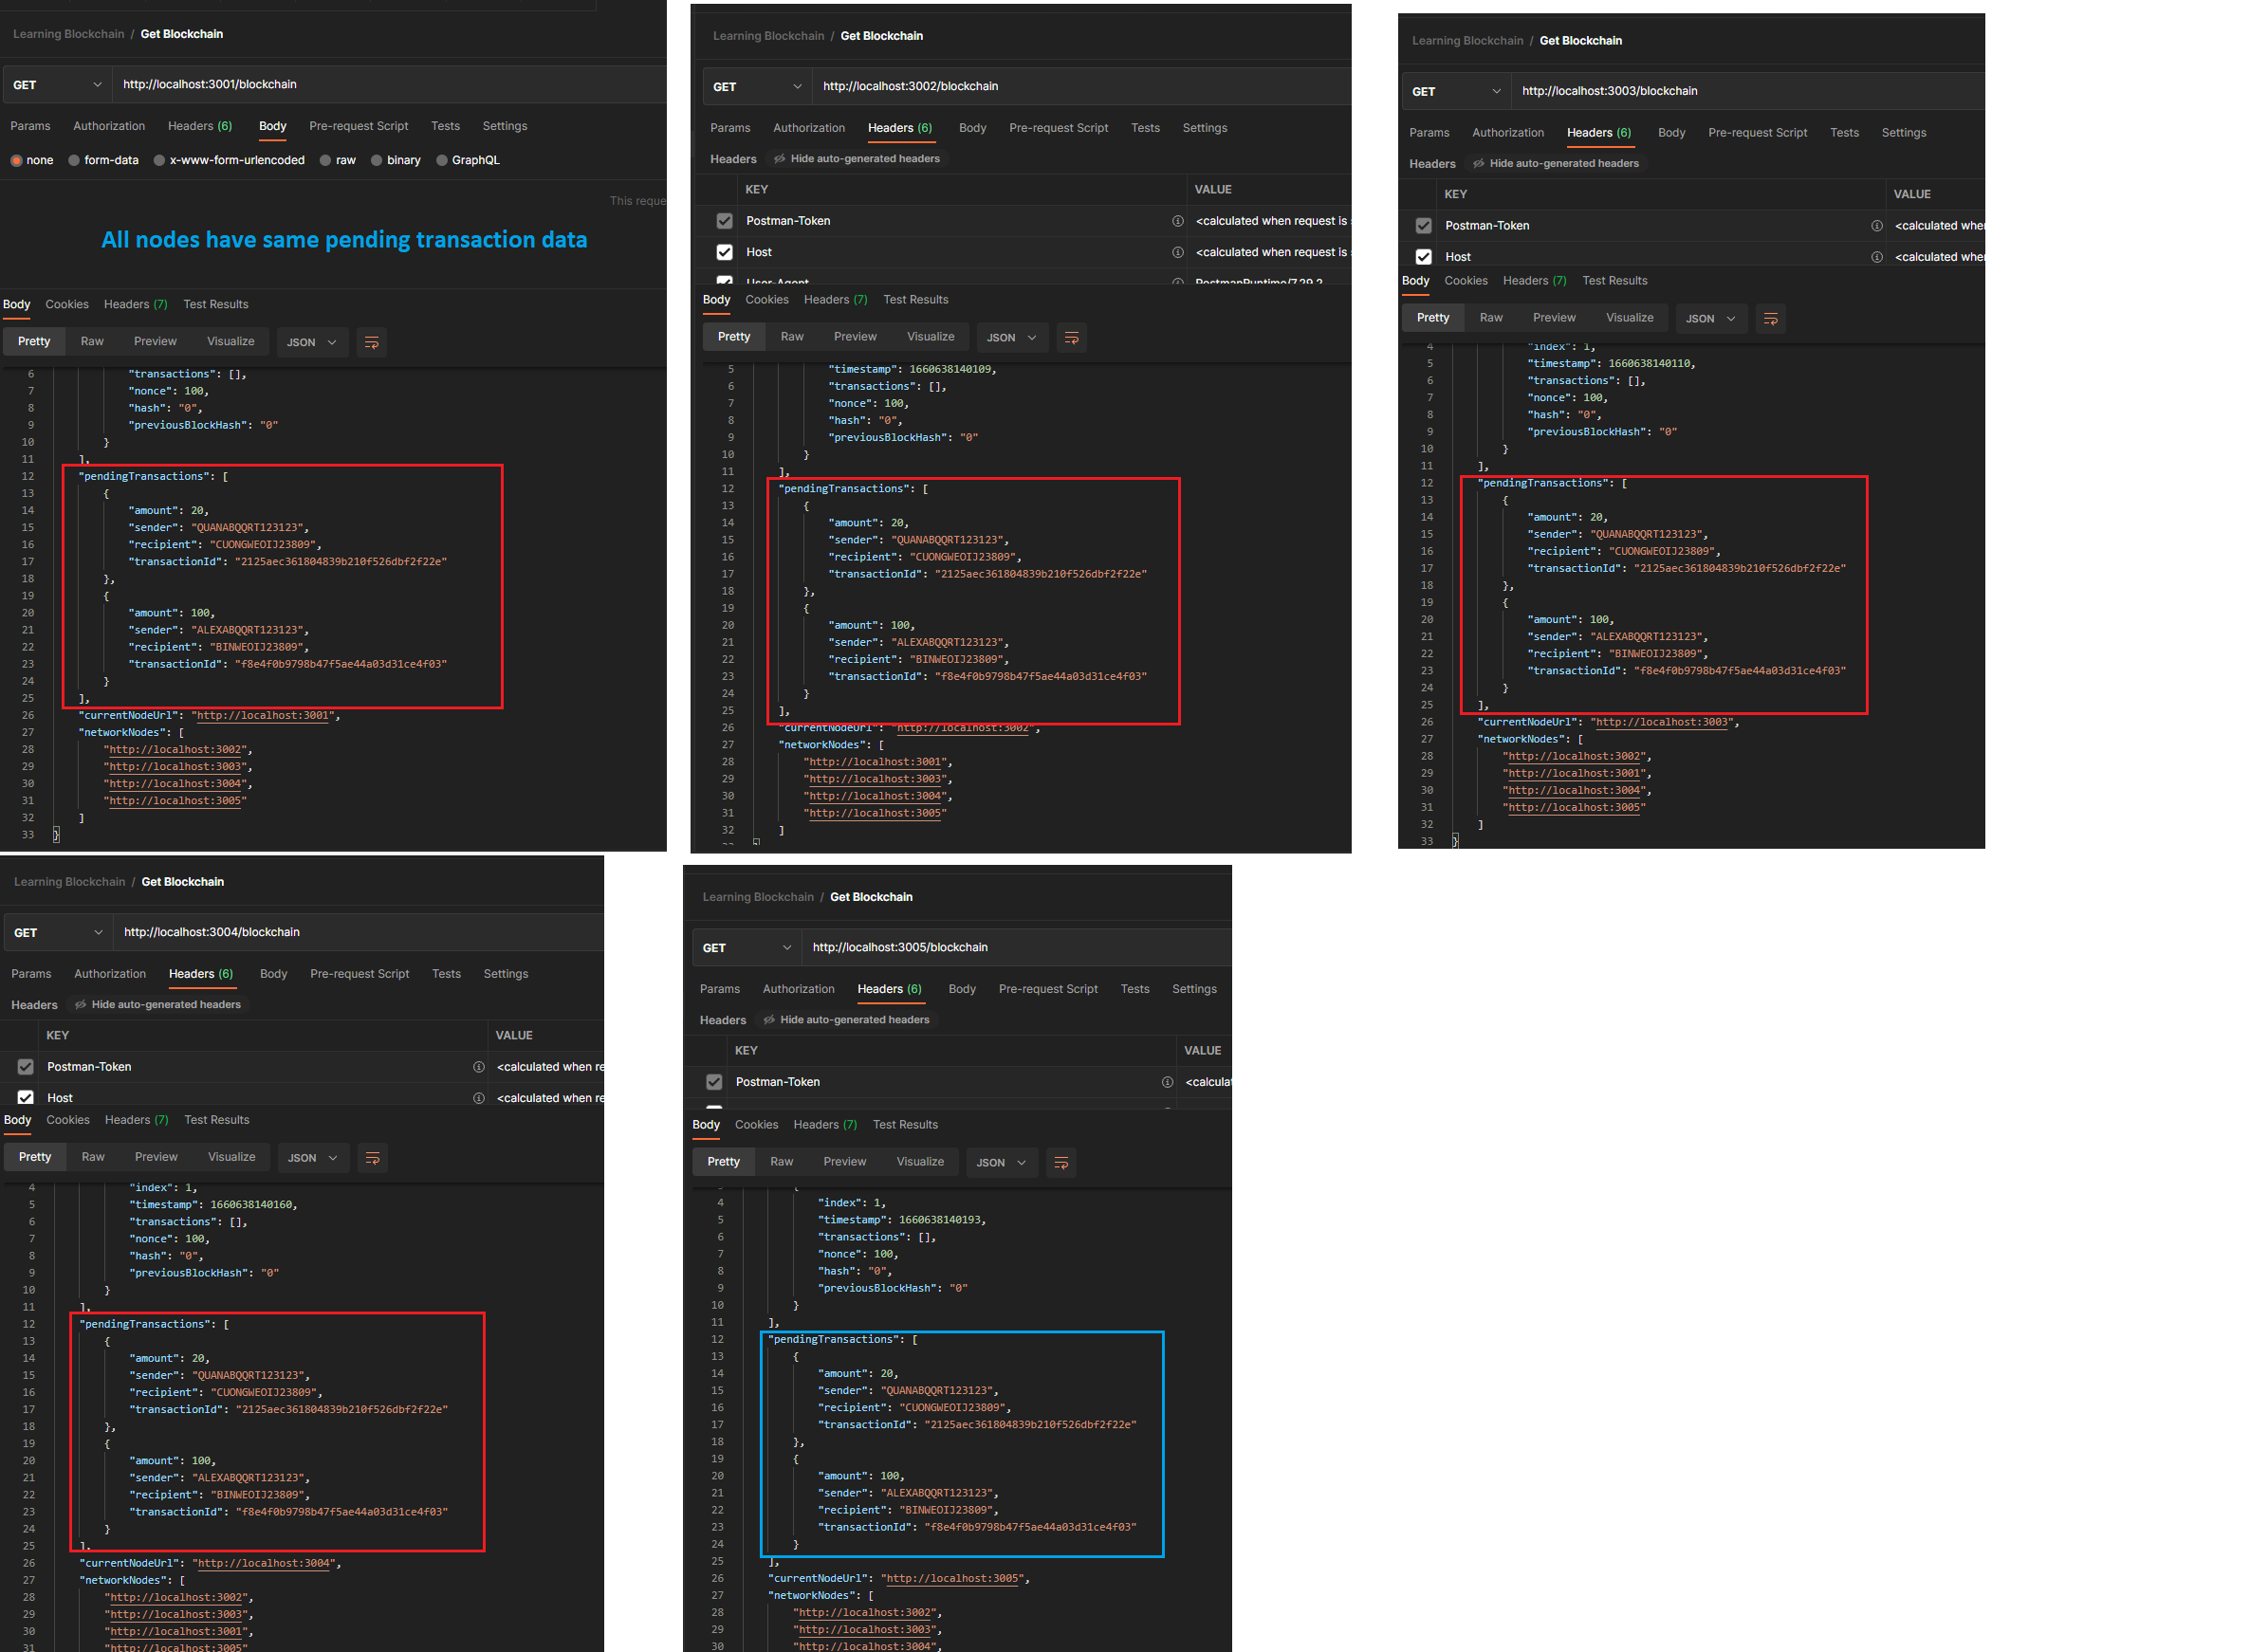 Learning Blockchain / Get Blockchain
GET http://localhost:3001/blockchain
Params Authorization Headers (6) Body Pre-request Script Tests Settings
none form-data x-www-form-urlencoded raw binary GraphQL
This reque
All nodes have same pending transaction data
Body Cookies Headers (7) Test Results
Pretty Raw Preview Visualize JSON
6 "transactions": [],
7 "nonce": 100,
8 "hash": "0",
9 "previousBlockHash": "0"
10 }
11 ],
12 "pendingTransactions": [
13 {
14 "amount": 20,
15 "sender": "QUANABQQRT123123",
16 "recipient": "CUONGWEOIJ23809",
17 "transactionId": "2125aec361804839b210f526dbf2f22e"
18 },
19 {
20 "amount": 100,
21 "sender": "ALEXABQQRT123123",
22 "recipient": "BINWEOIJ23809",
23 "transactionId": "f8e4f0b9798b47f5ae44a03d31ce4f03"
24 }
25 ],
26 "currentNodeUrl": "http://localhost:3001",
27 "networkNodes": [
28 "http://localhost:3002",
29 "http://localhost:3003",
30 "http://localhost:3004",
31 "http://localhost:3005"
32 ]
33 }
Learning Blockchain / Get Blockchain
GET http://localhost:3002/blockchain
Params Authorization Headers (6) Body Pre-request Script Tests Settings
Headers Hide auto-generated headers
KEY VALUE
Postman-Token <calculated when request is
Host <calculated when request is
User-Agent PostmanRuntime/7.29.2
Body Cookies Headers (7) Test Results
Pretty Raw Preview Visualize JSON
5 "timestamp": 1660638140109,
6 "transactions": [],
7 "nonce": 100,
8 "hash": "0",
9 "previousBlockHash": "0"
10 }
11 ],
12 "pendingTransactions": [
13 {
14 "amount": 20,
15 "sender": "QUANABQQRT123123",
16 "recipient": "CUONGWEOIJ23809",
17 "transactionId": "2125aec361804839b210f526dbf2f22e"
18 },
19 {
20 "amount": 100,
21 "sender": "ALEXABQQRT123123",
22 "recipient": "BINWEOIJ23809",
23 "transactionId": "f8e4f0b9798b47f5ae44a03d31ce4f03"
24 }
25 ],
26 "currentNodeUrl": "http://localhost:3002",
27 "networkNodes": [
28 "http://localhost:3001",
29 "http://localhost:3003",
30 "http://localhost:3004",
31 "http://localhost:3005"
32 ]
33 }
Learning Blockchain / Get Blockchain
GET http://localhost:3003/blockchain
Params Authorization Headers (6) Body Pre-request Script Tests Settings
Headers Hide auto-generated headers
KEY VALUE
Postman-Token <calculated whe
Host <calculated whe
Body Cookies Headers (7) Test Results
Pretty Raw Preview Visualize JSON
4 "index": 1,
5 "timestamp": 1660638140110,
6 "transactions": [],
7 "nonce": 100,
8 "hash": "0",
9 "previousBlockHash": "0"
10 }
11 ],
12 "pendingTransactions": [
13 {
14 "amount": 20,
15 "sender": "QUANABQQRT123123",
16 "recipient": "CUONGWEOIJ23809",
17 "transactionId": "2125aec361804839b210f526dbf2f22e"
18 },
19 {
20 "amount": 100,
21 "sender": "ALEXABQQRT123123",
22 "recipient": "BINWEOIJ23809",
23 "transactionId": "f8e4f0b9798b47f5ae44a03d31ce4f03"
24 }
25 ],
26 "currentNodeUrl": "http://localhost:3003",
27 "networkNodes": [
28 "http://localhost:3002",
29 "http://localhost:3001",
30 "http://localhost:3004",
31 "http://localhost:3005"
32 ]
33 }
Learning Blockchain / Get Blockchain
GET http://localhost:3004/blockchain
Params Authorization Headers (6) Body Pre-request Script Tests Settings
Headers Hide auto-generated headers
KEY VALUE
Postman-Token <calculated when re
Host <calculated when re
Body Cookies Headers (7) Test Results
Pretty Raw Preview Visualize JSON
4 "index": 1,
5 "timestamp": 1660638140160,
6 "transactions": [],
7 "nonce": 100,
8 "hash": "0",
9 "previousBlockHash": "0"
10 }
11 ],
12 "pendingTransactions": [
13 {
14 "amount": 20,
15 "sender": "QUANABQQRT123123",
16 "recipient": "CUONGWEOIJ23809",
17 "transactionId": "2125aec361804839b210f526dbf2f22e"
18 },
19 {
20 "amount": 100,
21 "sender": "ALEXABQQRT123123",
22 "recipient": "BINWEOIJ23809",
23 "transactionId": "f8e4f0b9798b47f5ae44a03d31ce4f03"
24 }
25 ],
26 "currentNodeUrl": "http://localhost:3004",
27 "networkNodes": [
28 "http://localhost:3002",
29 "http://localhost:3003",
30 "http://localhost:3001",
31 "http://localhost:3005"
Learning Blockchain / Get Blockchain
GET http://localhost:3005/blockchain
Params Authorization Headers (6) Body Pre-request Script Tests Settings
Headers Hide auto-generated headers
KEY VALUE
Postman-Token <calcula
Body Cookies Headers (7) Test Results
Pretty Raw Preview Visualize JSON
3 {
4 "index": 1,
5 "timestamp": 1660638140193,
6 "transactions": [],
7 "nonce": 100,
8 "hash": "0",
9 "previousBlockHash": "0"
10 }
11 ],
12 "pendingTransactions": [
13 {
14 "amount": 20,
15 "sender": "QUANABQQRT123123",
16 "recipient": "CUONGWEOIJ23809",
17 "transactionId": "2125aec361804839b210f526dbf2f22e"
18 },
19 {
20 "amount": 100,
21 "sender": "ALEXABQQRT123123",
22 "recipient": "BINWEOIJ23809",
23 "transactionId": "f8e4f0b9798b47f5ae44a03d31ce4f03"
24 }
25 ],
26 "currentNodeUrl": "http://localhost:3005",
27 "networkNodes": [
28 "http://localhost:3002",
29 "http://localhost:3003",
30 "http://localhost:3004",